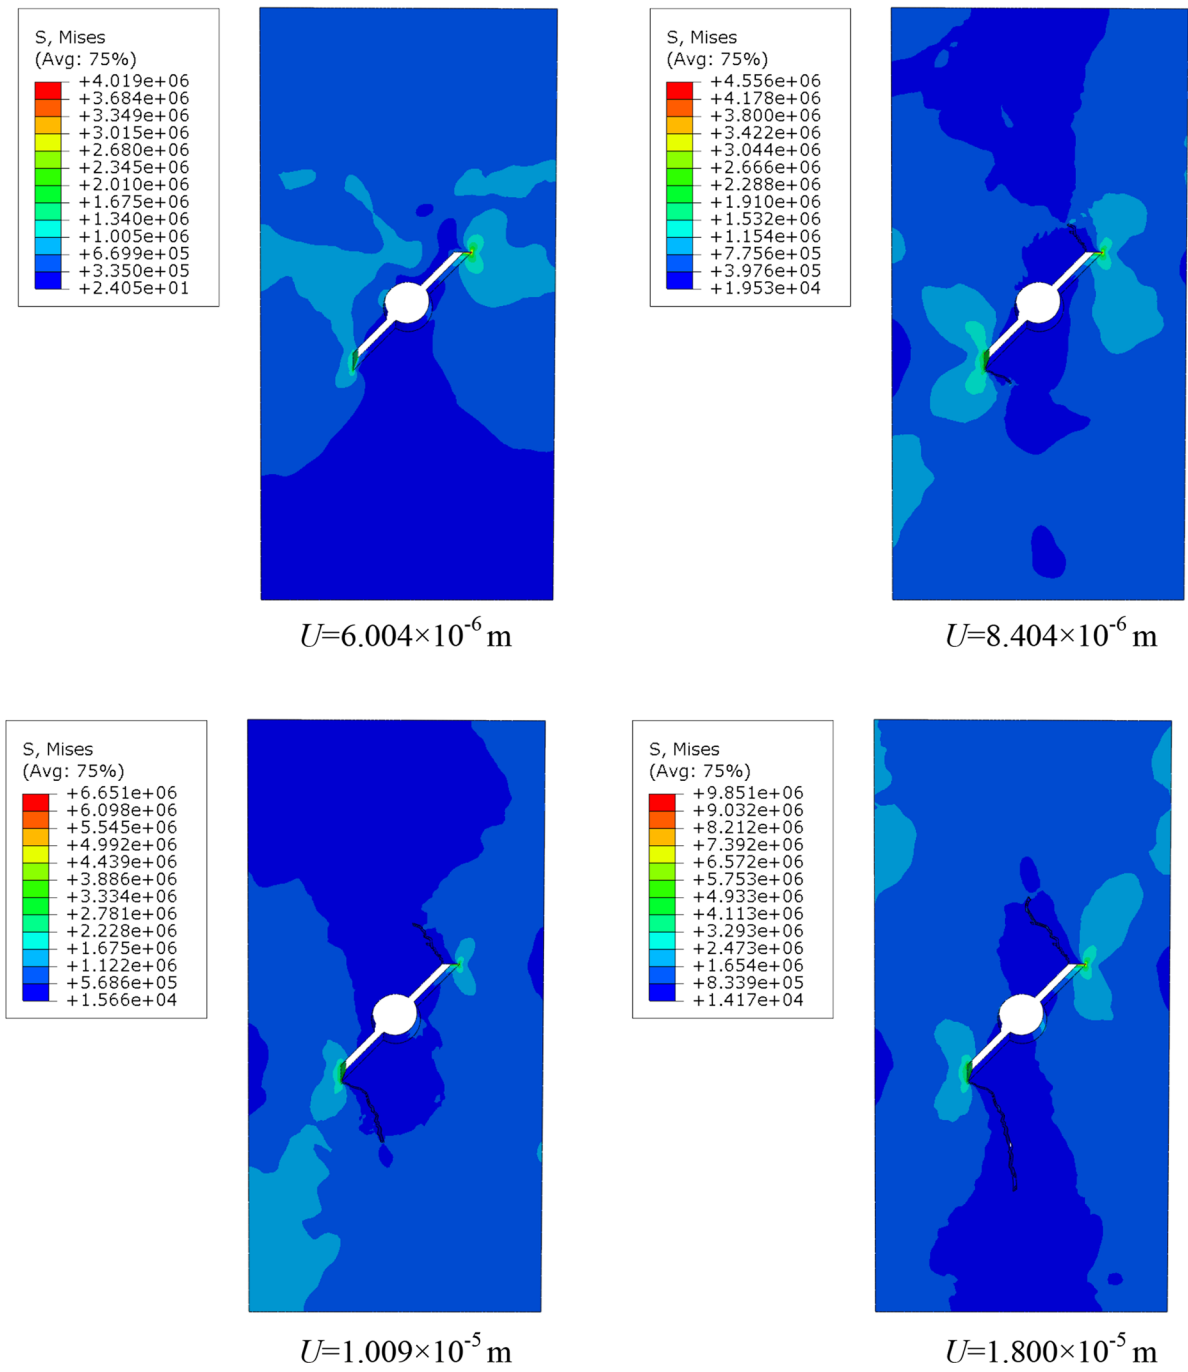 S, Mises
(Avg: 75%)
+4.019e+06
+3.684e+06
+3.349e+06
+3.015e+06
+2.680e+06
+2.345e+06
+2.010e+06
+1.675e+06
+1.340e+06
+1.005e+06
+6.699e+05
+3.350e+05
+2.405e+01
U=6.004×10⁻⁶ m
S, Mises
(Avg: 75%)
+4.556e+06
+4.178e+06
+3.800e+06
+3.422e+06
+3.044e+06
+2.666e+06
+2.288e+06
+1.910e+06
+1.532e+06
+1.154e+06
+7.756e+05
+3.976e+05
+1.953e+04
U=8.404×10⁻⁶ m
S, Mises
(Avg: 75%)
+6.651e+06
+6.098e+06
+5.545e+06
+4.992e+06
+4.439e+06
+3.886e+06
+3.334e+06
+2.781e+06
+2.228e+06
+1.675e+06
+1.122e+06
+5.686e+05
+1.566e+04
U=1.009×10⁻⁵ m
S, Mises
(Avg: 75%)
+9.851e+06
+9.032e+06
+8.212e+06
+7.392e+06
+6.572e+06
+5.753e+06
+4.933e+06
+4.113e+06
+3.293e+06
+2.473e+06
+1.654e+06
+8.339e+05
+1.417e+04
U=1.800×10⁻⁵ m